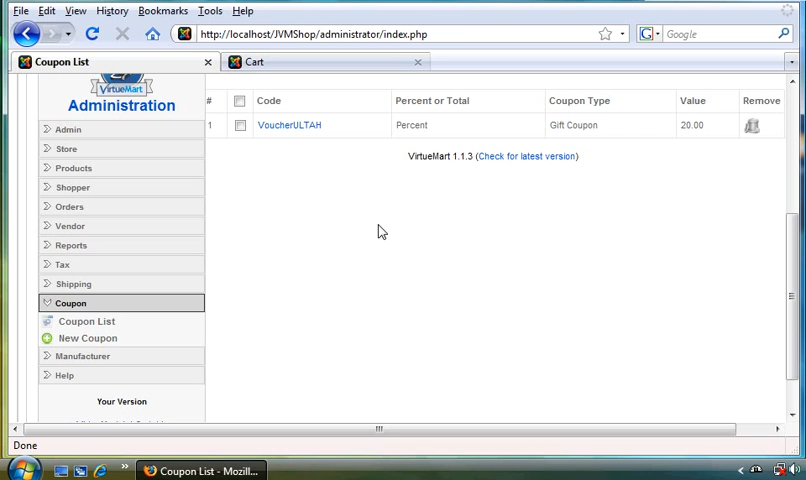 File Edit View History Bookmarks Tools Help
http://localhost/JVMShop/administrator/index.php
Google
Coupon List
Cart
VirtueMart
Administration
# Code Percent or Total Coupon Type Value Remove
1 VoucherULTAH Percent Gift Coupon 20.00
VirtueMart 1.1.3 (Check for latest version)
Admin
Store
Products
Shopper
Orders
Vendor
Reports
Tax
Shipping
Coupon
Coupon List
New Coupon
Manufacturer
Help
Your Version
Done
Coupon List - Mozill...